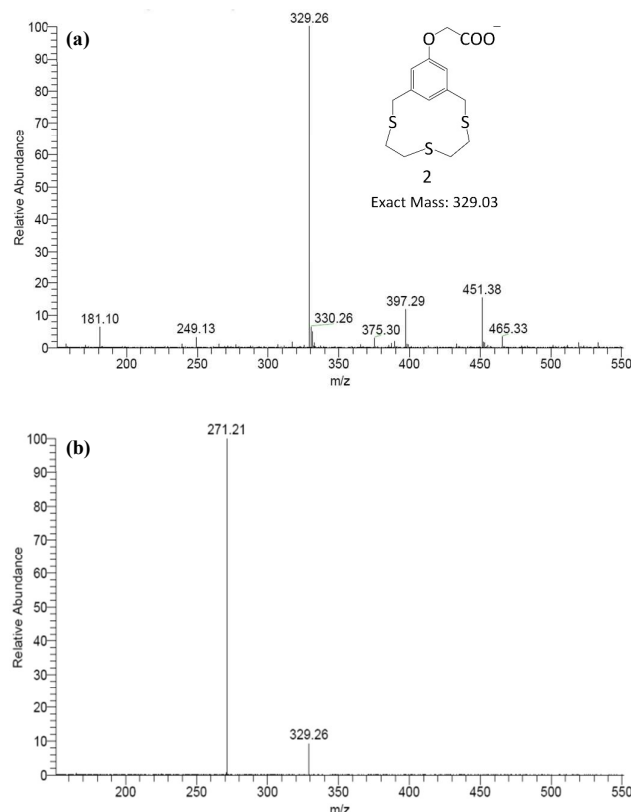 (a)
329.26
O
COO⁻
S
S
S
2
Exact Mass: 329.03
100
90
80
70
60
50
40
30
20
10
0
Relative Abundance
181.10
249.13
330.26
375.30
397.29
451.38
465.33
200 250 300 350 400 450 500 550
m/z
(b)
271.21
100
90
80
70
60
50
40
30
20
10
0
Relative Abundance
329.26
200 250 300 350 400 450 500 550
m/z